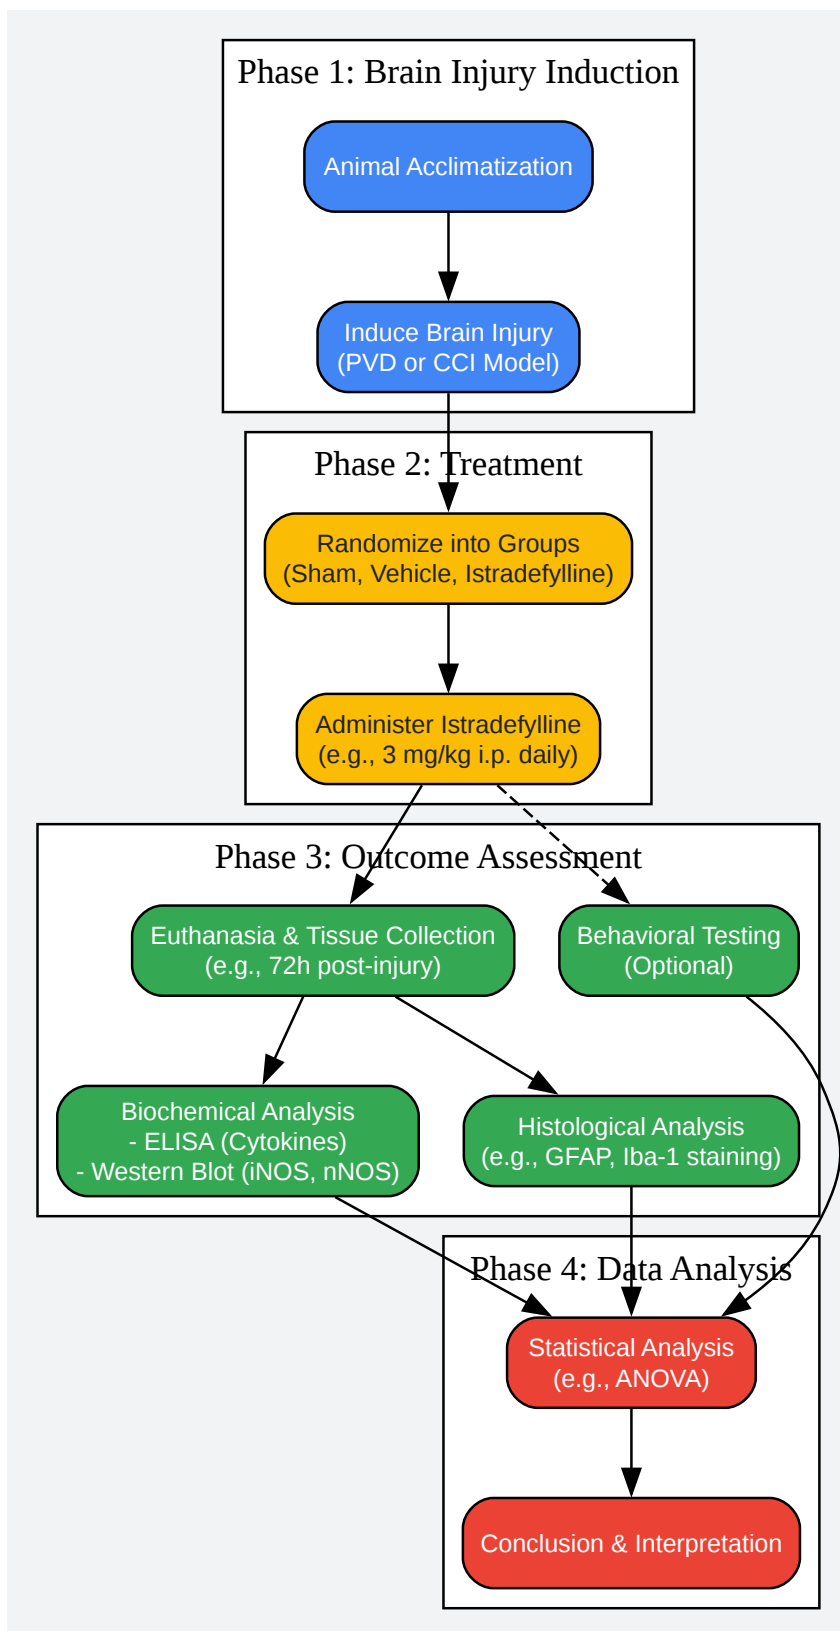 Phase 1: Brain Injury Induction
Animal Acclimatization
Induce Brain Injury
(PVD or CCI Model)
Phase 2: Treatment
Randomize into Groups
(Sham, Vehicle, Istradefylline)
Administer Istradefylline
(e.g., 3 mg/kg i.p. daily)
Phase 3: Outcome Assessment
Euthanasia & Tissue Collection
(e.g., 72h post-injury)
Behavioral Testing
(Optional)
Biochemical Analysis
- ELISA (Cytokines)
- Western Blot (iNOS, nNOS)
Histological Analysis
(e.g., GFAP, Iba-1 staining)
Phase 4: Data Analysis
Statistical Analysis
(e.g., ANOVA)
Conclusion & Interpretation